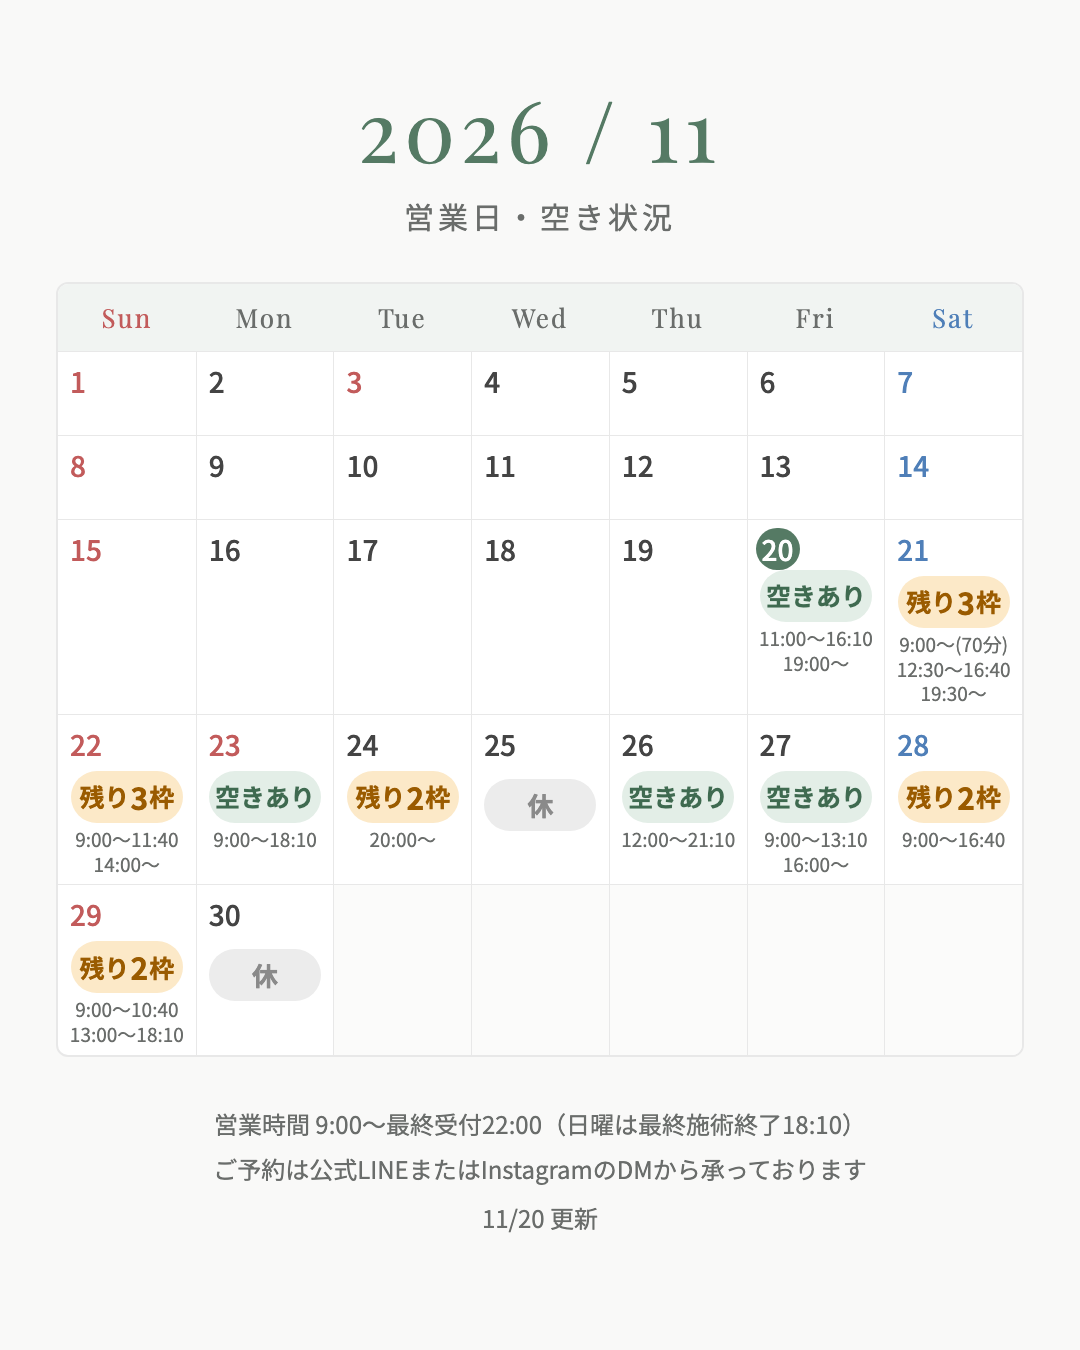 2026 / 11
営業日・空き状況
Sun Mon Tue Wed Thu Fri Sat
1 2 3 4 5 6 7
8 9 10 11 12 13 14
15 16 17 18 19 20 21
空きあり 残り3枠
11:00〜16:10 9:00〜(70分)
19:00〜 12:30〜16:40
19:30〜
22 23 24 25 26 27 28
残り3枠 空きあり 残り2枠 休 空きあり 空きあり 残り2枠
9:00〜11:40 9:00〜18:10 20:00〜 12:00〜21:10 9:00〜13:10 9:00〜16:40
14:00〜 16:00〜
29 30
残り2枠 休
9:00〜10:40
13:00〜18:10
営業時間 9:00〜最終受付22:00（日曜は最終施術終了18:10）
ご予約は公式LINEまたはInstagramのDMから承っております
11/20 更新